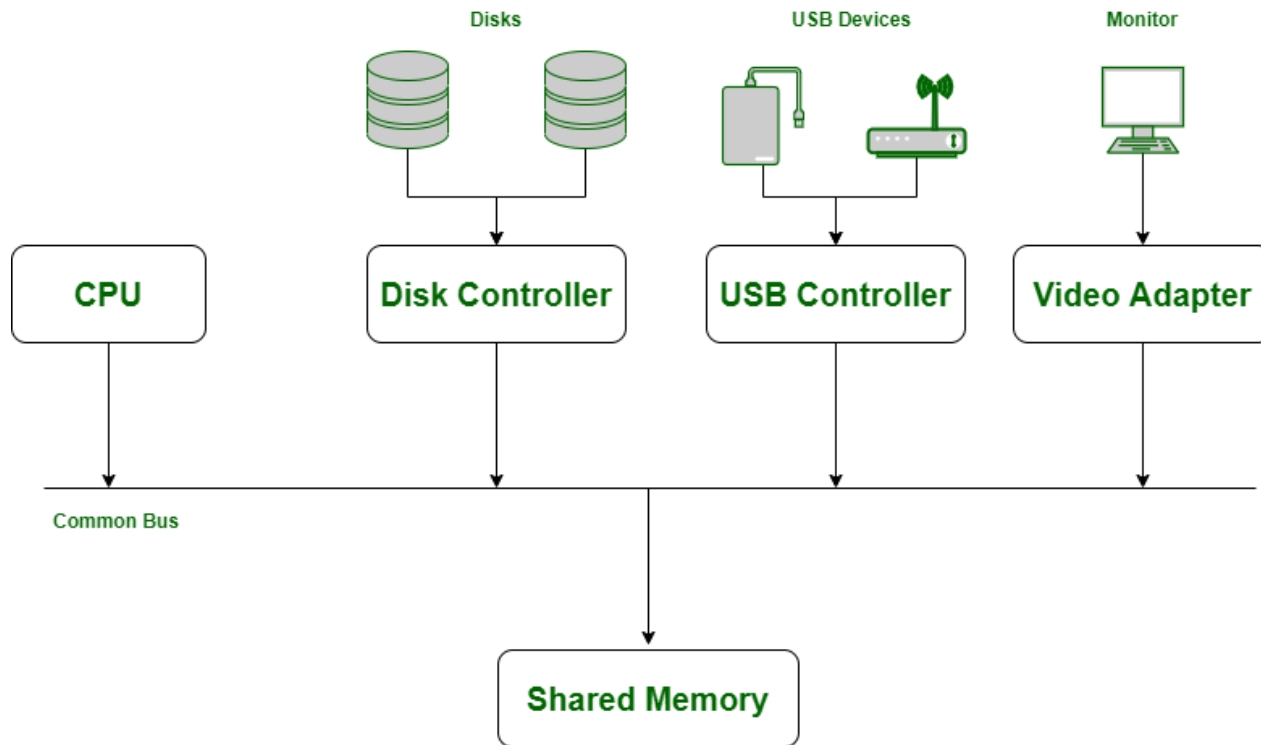 Disks
USB Devices
Monitor
CPU
Disk Controller
USB Controller
Video Adapter
Common Bus
Shared Memory